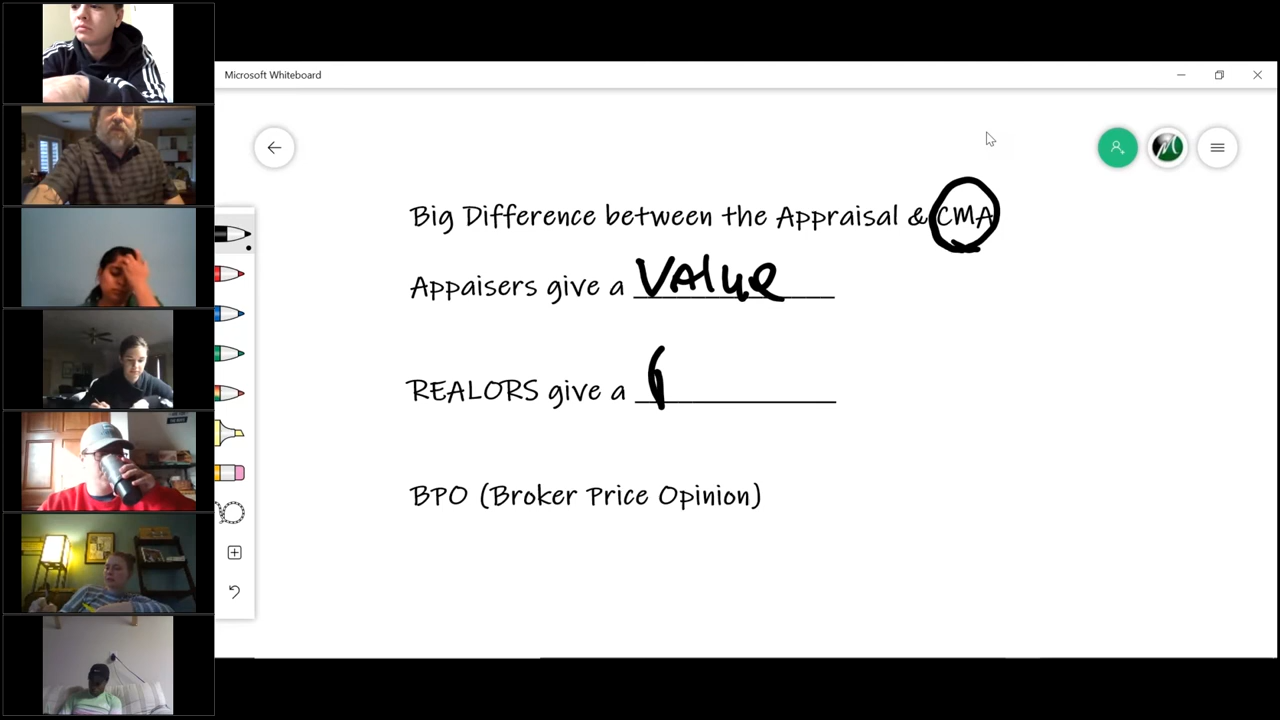 Microsoft Whiteboard
Big Difference between the Appraisal & CMA
Appaisers give a Value
REALORS give a
BPO (Broker Price Opinion)